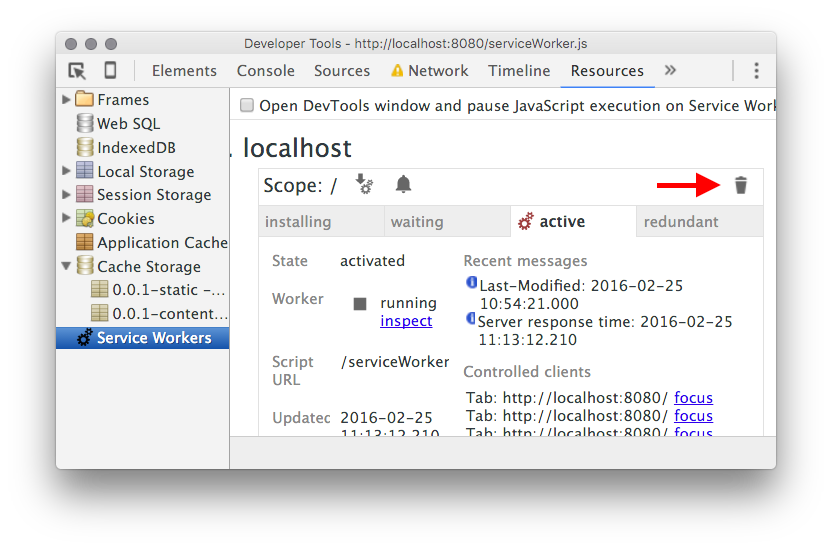 Developer Tools - http://localhost:8080/serviceWorker.js
Elements Console Sources Network Timeline Resources »
Frames
Web SQL
IndexedDB
Local Storage
Session Storage
Cookies
Application Cache
Cache Storage
0.0.1-static -...
0.0.1-content...
Service Workers
Open DevTools window and pause JavaScript execution on Service Work
. localhost
Scope: /
installing waiting active redundant
State activated
Worker running
inspect
Script URL /serviceWorker
Updated 2016-02-25
11:13:12.210
Recent messages
Last-Modified: 2016-02-25
10:54:21.000
Server response time: 2016-02-25
11:13:12.210
Controlled clients
Tab: http://localhost:8080/ focus
Tab: http://localhost:8080/ focus
Tab: http://localhost:8080/ focus